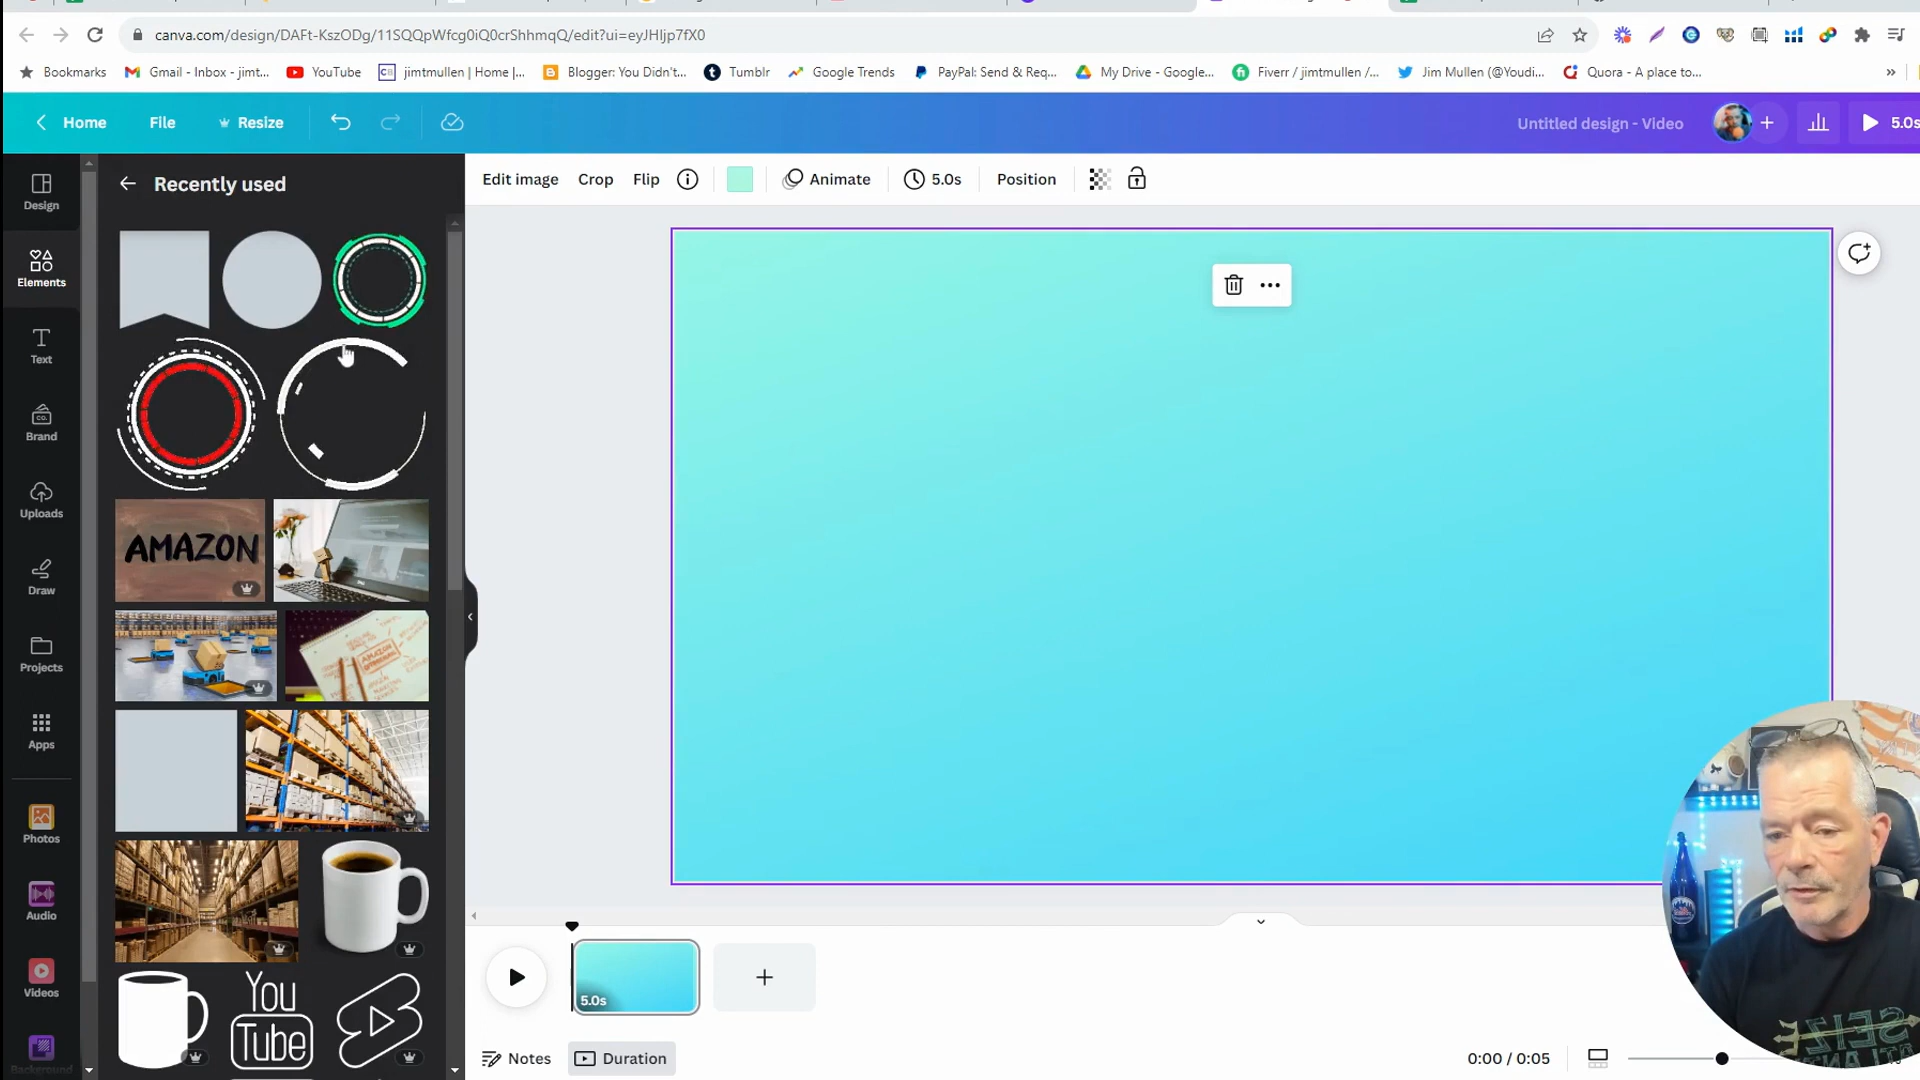 canva.com/design/DAFt-KszODg/11SQQpWfcg0iQ0crShhmqQ/edit?ui=eyJHIjp7fX0
Bookmarks
Gmail - Inbox - jimt...
YouTube
jimtmullen | Home |...
Blogger: You Didn't...
Tumblr
Google Trends
PayPal: Send & Req...
My Drive - Google...
Fiverr / jimtmullen /...
Jim Mullen (@Youdi...
Quora - A place to...
»
Home
File
Resize
Untitled design - Video
5.0s
Design
Elements
Text
Brand
Uploads
Draw
Projects
Apps
Photos
Audio
Videos
Background
Recently used
AMAZON
You
Tube
Edit image
Crop
Flip
Animate
5.0s
Position
5.0s
Notes
Duration
0:00 / 0:05